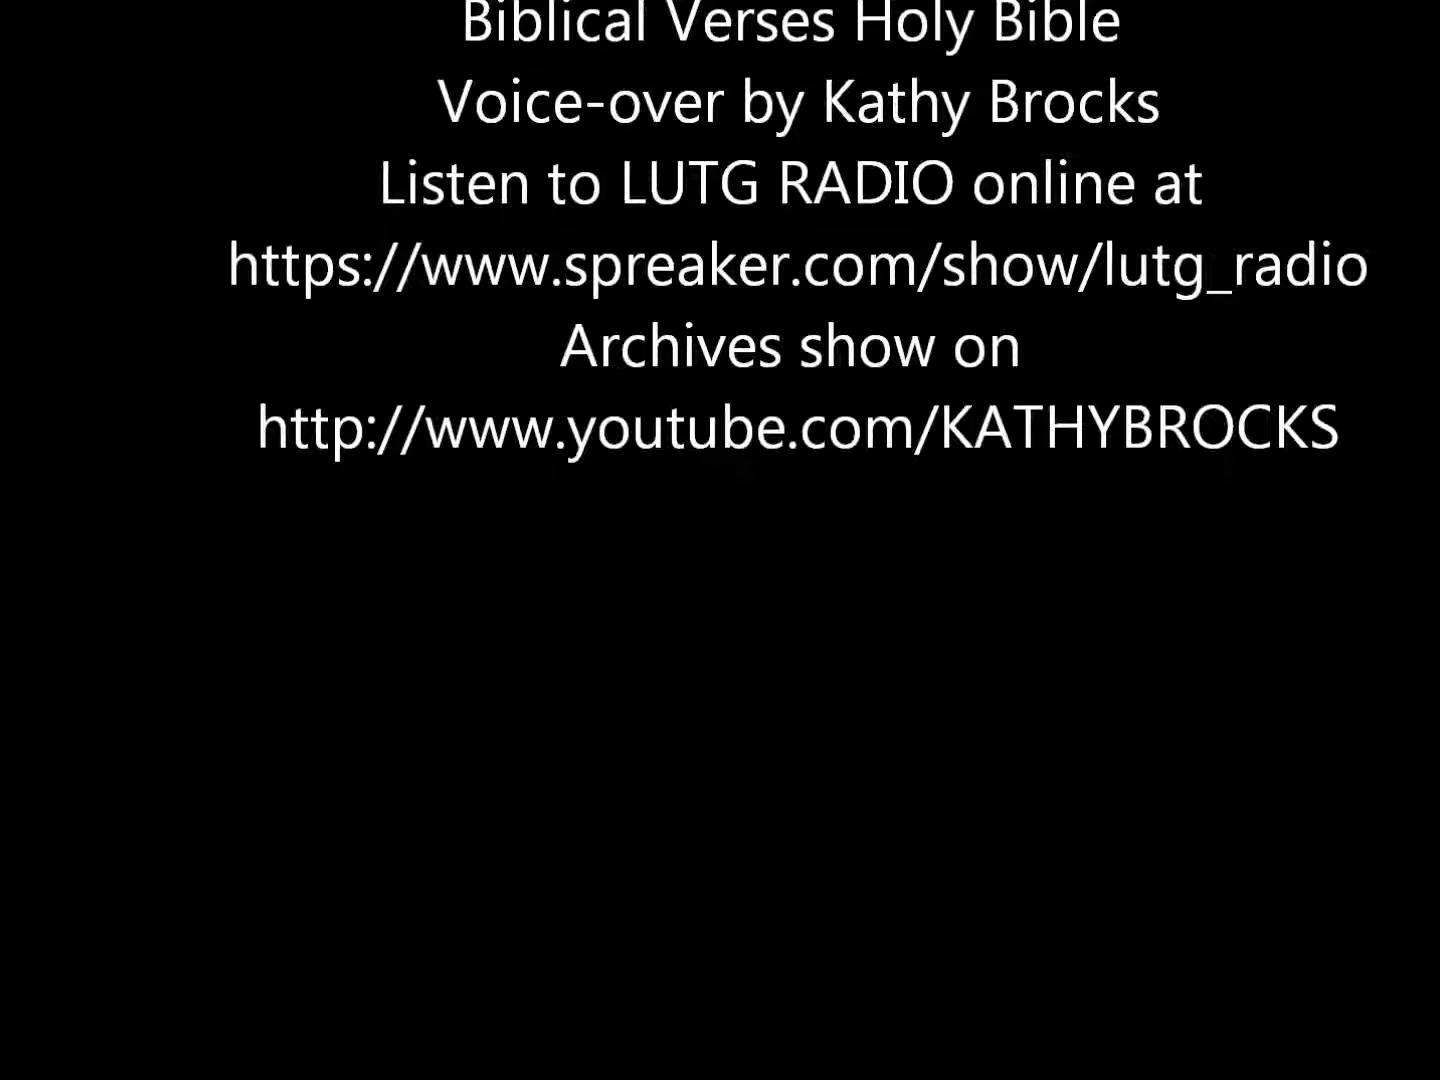 Biblical Verses Holy Bible
Voice-over by Kathy Brocks
Listen to LUTG RADIO online at
https://www.spreaker.com/show/lutg_radio
Archives show on
http://www.youtube.com/KATHYBROCKS